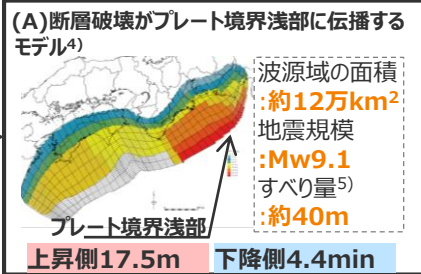 (A)断層破壊がプレート境界浅部に伝播する
モデル4)
波源域の面積
:約12万km2
地震規模
:Mw9.1
すべり量5)
:約40m
プレート境界浅部
上昇側17.5m
下降側4.4min